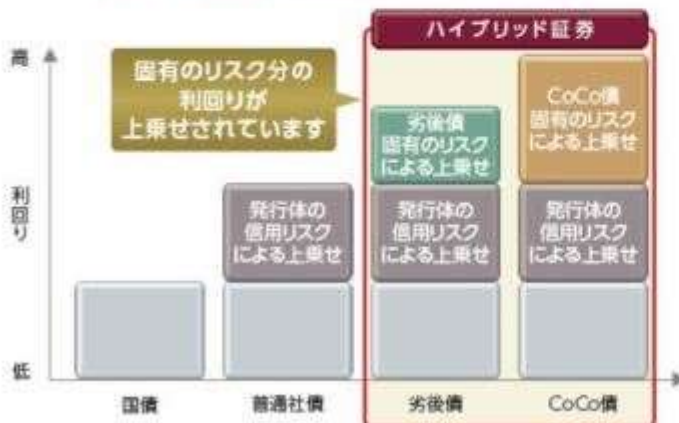 ハイブリッド証券
高
固有のリスク分の
利回りが
上乗せされています
CoCo債
固有のリスク
による上乗せ
劣後債
固有のリスク
による上乗せ
利回り
発行体の
信用リスク
による上乗せ
発行体の
信用リスク
による上乗せ
発行体の
信用リスク
による上乗せ
低
国債
普通社債
劣後債
CoCo債